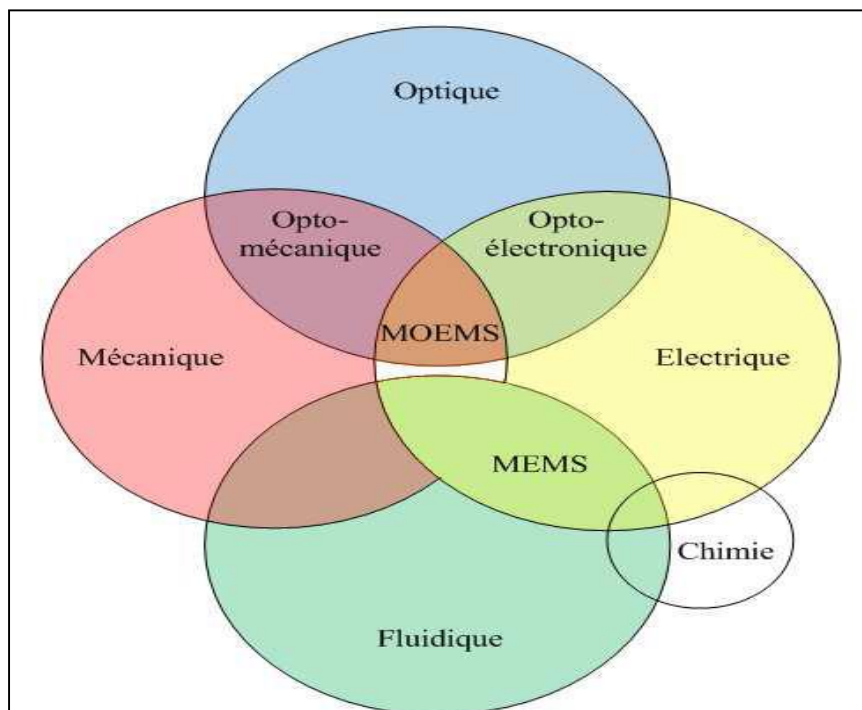 Optique
Opto-
mécanique
Opto-
électronique
MOEMS
Mécanique
Electrique
MEMS
Chimie
Fluidique